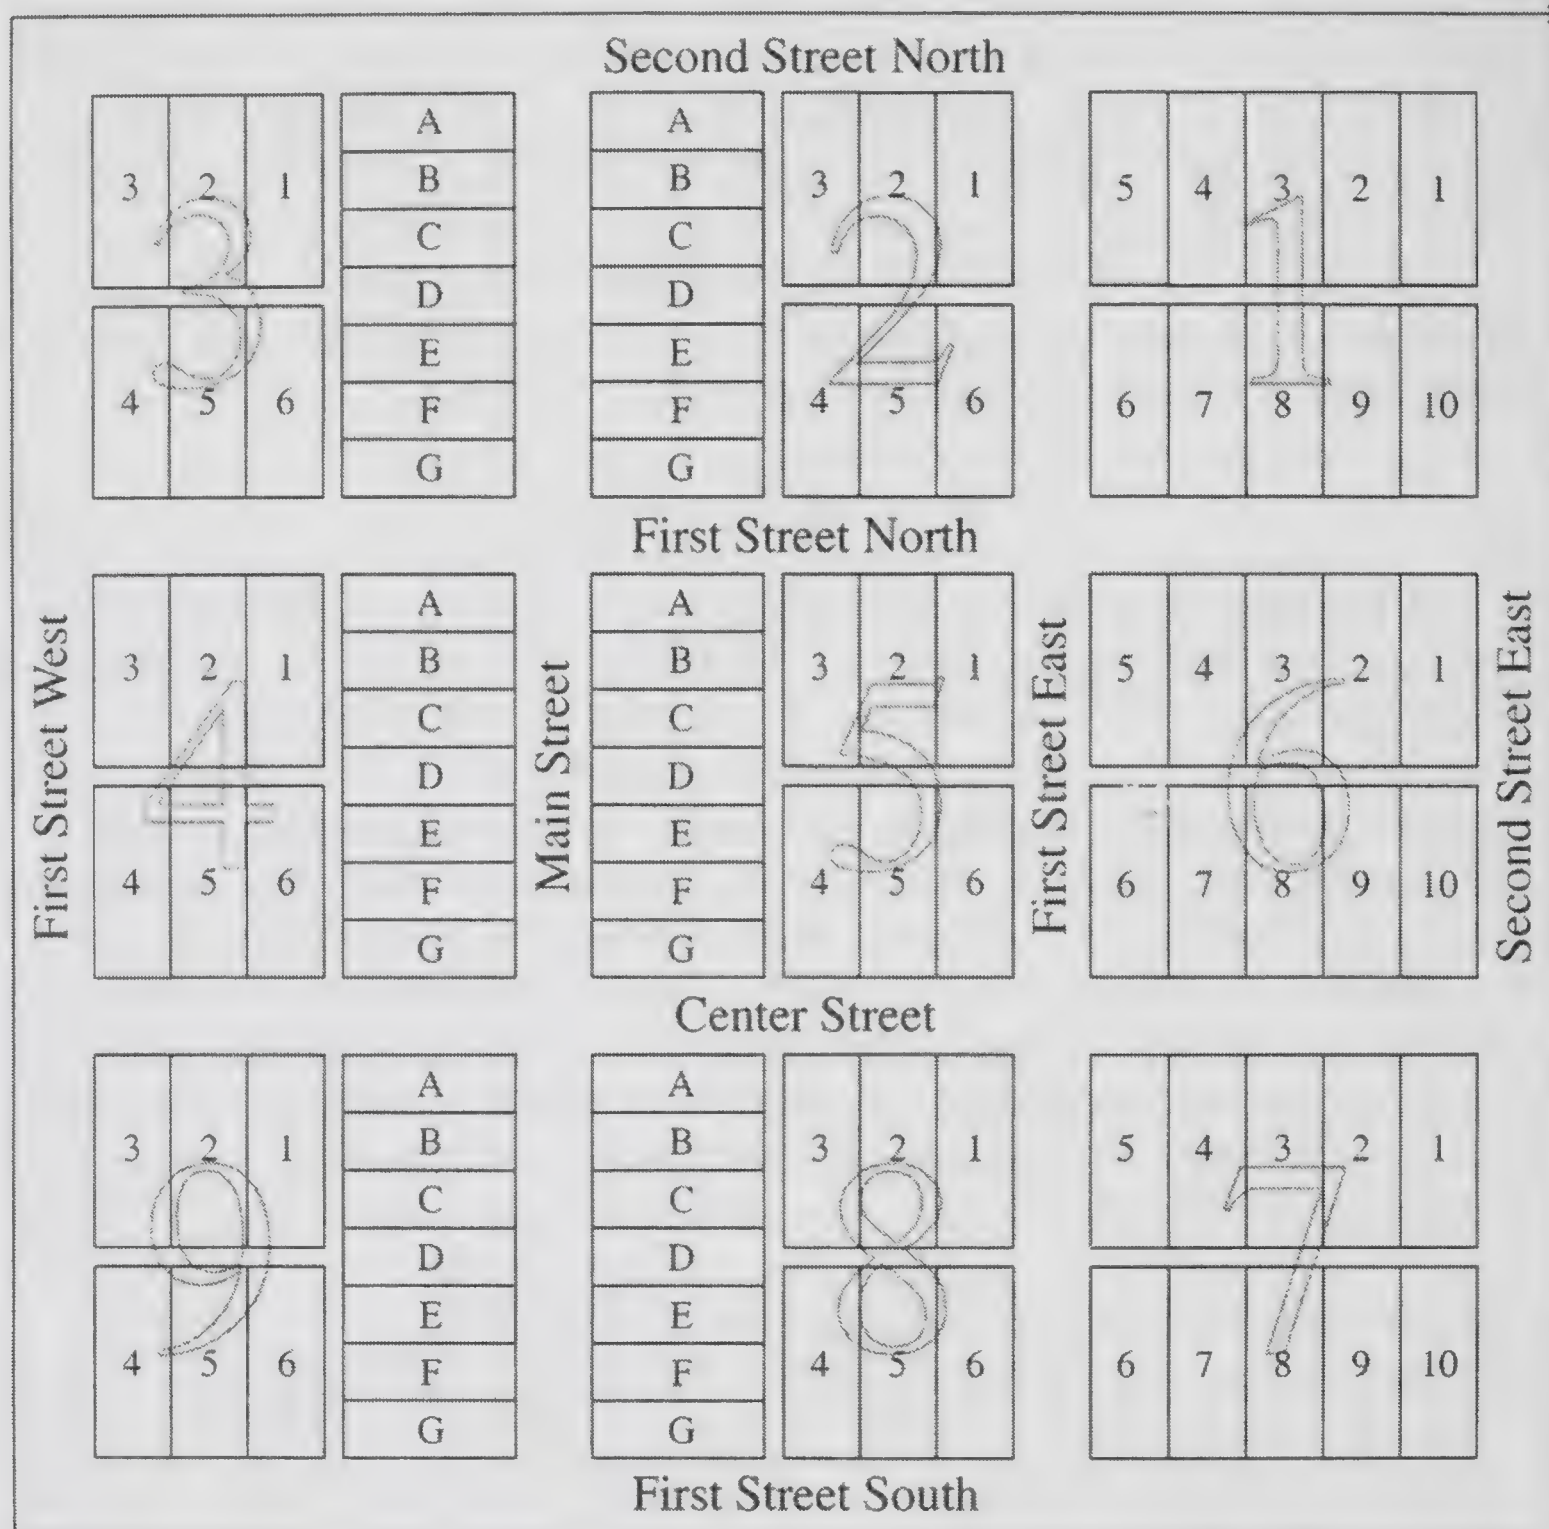 Second Street North
3 2 1
4 5 6
3
A
B
C
D
E
F
G
A
B
C
D
E
F
G
3 2 1
4 5 6
2
5 4 3 2 1
6 7 8 9 10
1
First Street North
First Street West
3 2 1
4 5 6
4
A
B
C
D
E
F
G
Main Street
A
B
C
D
E
F
G
3 2 1
4 5 6
5
First Street East
5 4 3 2 1
6 7 8 9 10
6
Second Street East
Center Street
3 2 1
4 5 6
9
A
B
C
D
E
F
G
A
B
C
D
E
F
G
3 2 1
4 5 6
8
5 4 3 2 1
6 7 8 9 10
7
First Street South